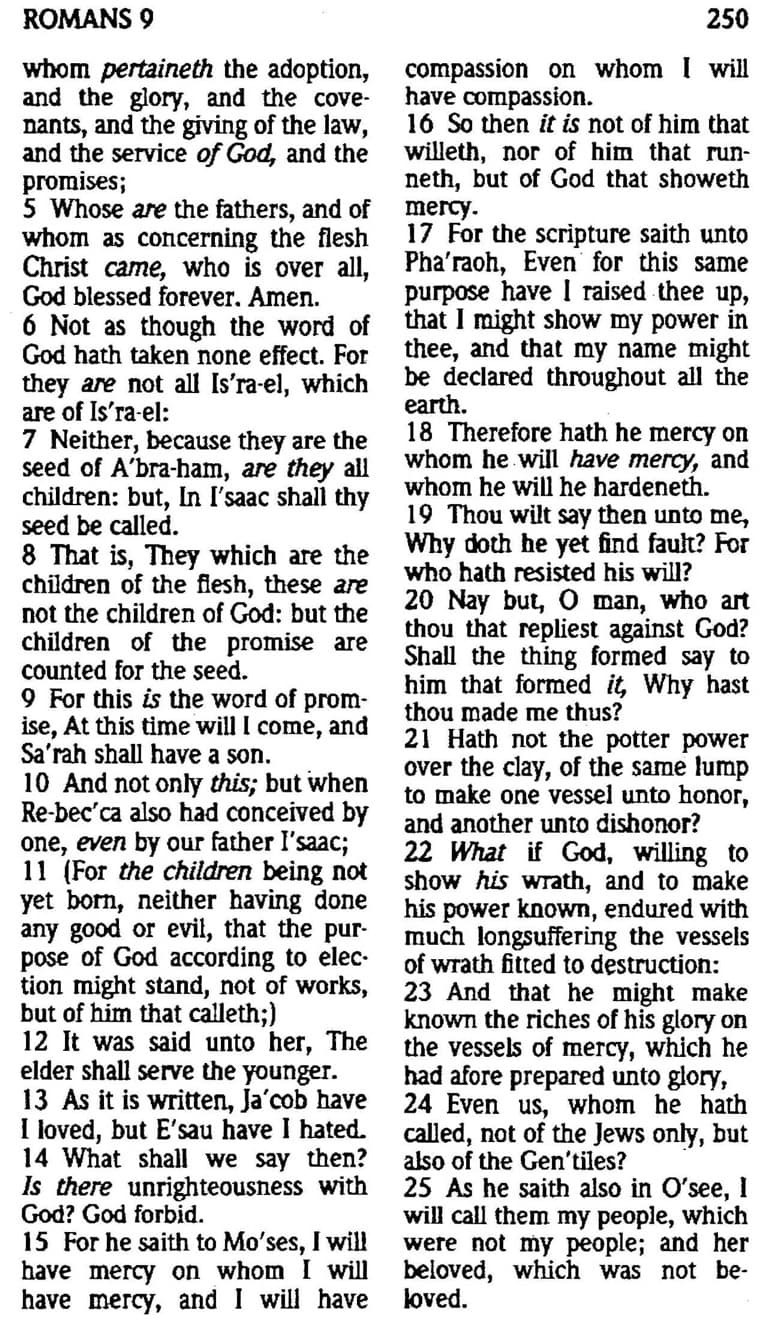 ROMANS 9
250
whom pertaineth the adoption,
and the glory, and the cove-
nants, and the giving of the law,
and the service of God, and the
promises;
5 Whose are the fathers, and of
whom as concerning the flesh
Christ came, who is over all,
God blessed forever. Amen.
6 Not as though the word of
God hath taken none effect. For
they are not all Is′ra-el, which
are of Is′ra-el:
7 Neither, because they are the
seed of A′bra-ham, are they all
children: but, In I′saac shall thy
seed be called.
8 That is, They which are the
children of the flesh, these are
not the children of God: but the
children of the promise are
counted for the seed.
9 For this is the word of prom-
ise, At this time will I come, and
Sa′rah shall have a son.
10 And not only this; but when
Re-bec′ca also had conceived by
one, even by our father I′saac;
11 (For the children being not
yet born, neither having done
any good or evil, that the pur-
pose of God according to elec-
tion might stand, not of works,
but of him that calleth;)
12 It was said unto her, The
elder shall serve the younger.
13 As it is written, Ja′cob have
I loved, but E′sau have I hated.
14 What shall we say then?
Is there unrighteousness with
God? God forbid.
15 For he saith to Mo′ses, I will
have mercy on whom I will
have mercy, and I will have
compassion on whom I will
have compassion.
16 So then it is not of him that
willeth, nor of him that run-
neth, but of God that showeth
mercy.
17 For the scripture saith unto
Pha′raoh, Even for this same
purpose have I raised thee up,
that I might show my power in
thee, and that my name might
be declared throughout all the
earth.
18 Therefore hath he mercy on
whom he will have mercy, and
whom he will he hardeneth.
19 Thou wilt say then unto me,
Why doth he yet find fault? For
who hath resisted his will?
20 Nay but, O man, who art
thou that repliest against God?
Shall the thing formed say to
him that formed it, Why hast
thou made me thus?
21 Hath not the potter power
over the clay, of the same lump
to make one vessel unto honor,
and another unto dishonor?
22 What if God, willing to
show his wrath, and to make
his power known, endured with
much longsuffering the vessels
of wrath fitted to destruction:
23 And that he might make
known the riches of his glory on
the vessels of mercy, which he
had afore prepared unto glory,
24 Even us, whom he hath
called, not of the Jews only, but
also of the Gen′tiles?
25 As he saith also in O′see, I
will call them my people, which
were not my people; and her
beloved, which was not be-
loved.